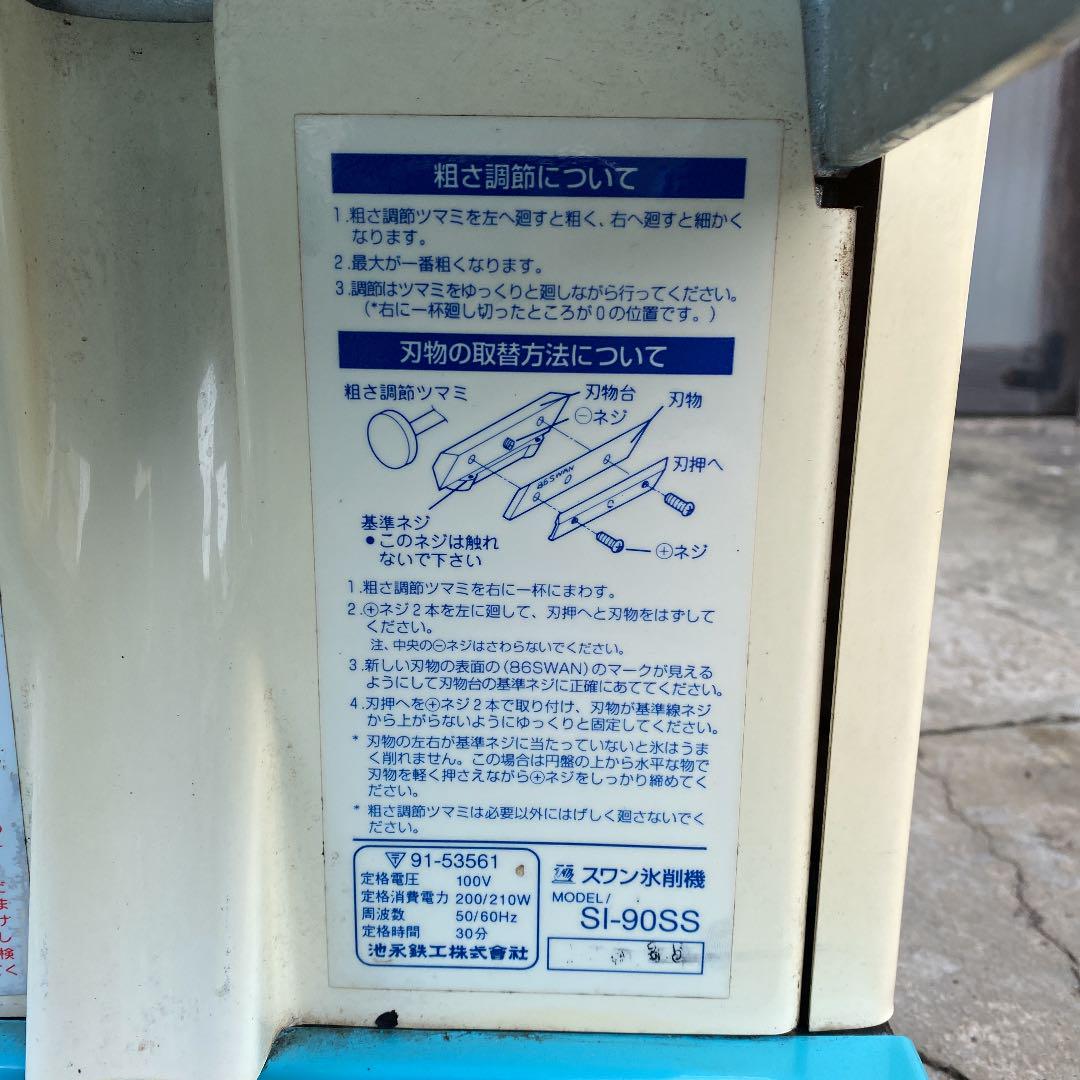 粗さ調節について
1.粗さ調節ツマミを左へ廻すと粗く、右へ廻すと細かく
なります。
2.最大が一番粗くなります。
3.調節はツマミをゆっくりと廻しながら行ってください。
(*右に一杯廻し切ったところが0の位置です。)
刃物の取替方法について
粗さ調節ツマミ
刃物台
⊖ネジ
刃物
86SWAN
刃押へ
基準ネジ
●このネジは触れ
ないで下さい
⊕ネジ
1.粗さ調節ツマミを右に一杯にまわす。
2.⊕ネジ2本を左に廻して、刃押へと刃物をはずして
ください。
注、中央の⊖ネジはさわらないでください。
3.新しい刃物の表面の(86SWAN)のマークが見える
ようにして刃物台の基準ネジに正確にあててください。
4.刃押へを⊕ネジ2本で取り付け、刃物が基準線ネジ
から上がらないようにゆっくりと固定してください。
* 刃物の左右が基準ネジに当たっていないと氷はうま
く削れません。この場合は円盤の上から水平な物で
刃物を軽く押さえながら⊕ネジをしっかり締めてく
ださい。
* 粗さ調節ツマミは必要以外にはげしく廻さないでく
ださい。
91-53561
定格電圧 100V
定格消費電力 200/210W
周波数 50/60Hz
定格時間 30分
池永鉄工株式會社
スワン氷削機
MODEL/
SI-90SS
だ
ま
け
し
検
く